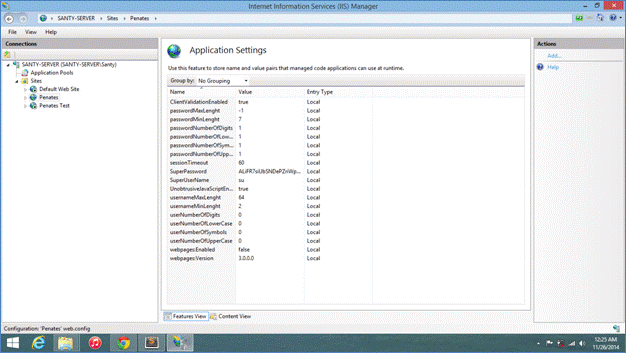 Internet Information Services (IIS) Manager
SANTY-SERVER Sites Penates
File View Help
Connections
SANTY-SERVER (SANTY-SERVER\Santy)
Application Pools
Sites
Default Web Site
Penates
Penates Test
Application Settings
Use this feature to store name and value pairs that managed code applications can use at runtime.
Group by: No Grouping
Name Value Entry Type
ClientValidationEnabled true Local
passwordMaxLenght -1 Local
passwordMinLenght 7 Local
passwordNumberOfDigits 1 Local
passwordNumberOfLow... 1 Local
passwordNumberOfSym... 1 Local
passwordNumberOfUpp... 1 Local
sessionTimeout 60 Local
SuperPassword Local
SuperUserName su Local
UnobtrusiveJavaScriptEn... true Local
usernameMaxLenght 64 Local
usernameMinLenght 2 Local
userNumberOfDigits 0 Local
userNumberOfLowerCase 0 Local
userNumberOfSymbols 0 Local
userNumberOfUpperCase 0 Local
webpages:Enabled false Local
webpages:Version 3.0.0.0 Local
Features View Content View
Actions
Add...
Help
Configuration: 'Penates' web.config
12:25 AM
11/26/2014